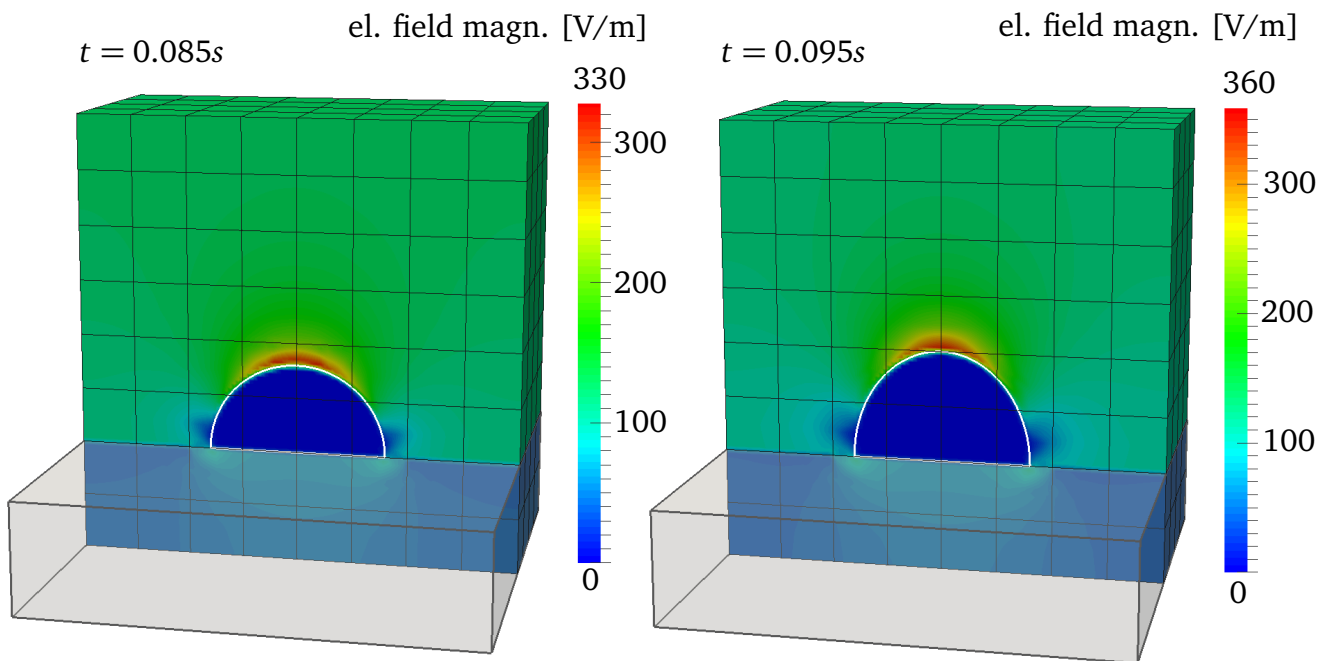 el. field magn. [V/m]
t = 0.085s
330
300
200
100
0
el. field magn. [V/m]
t = 0.095s
360
300
200
100
0